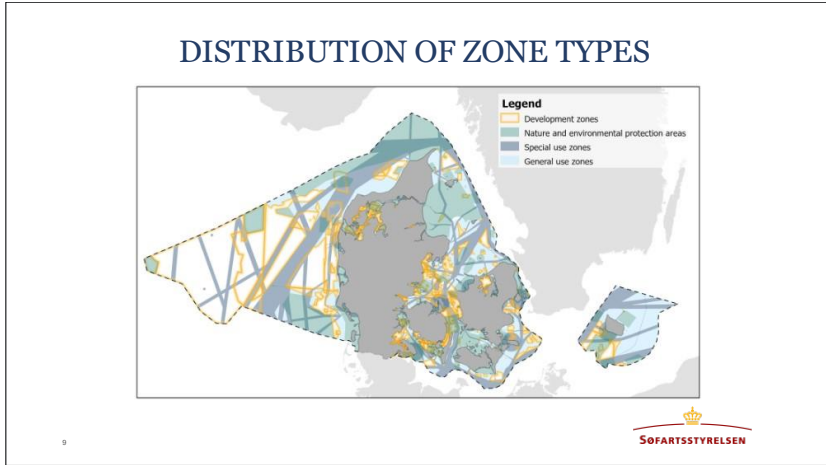 DISTRIBUTION OF ZONE TYPES
Legend
Development zones
Nature and environmental protection areas
Special use zones
General use zones
9
SØFARTSSTYRELSEN